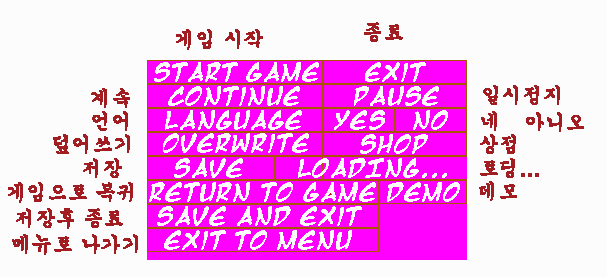 게임 시작 종료
START GAME EXIT
계속 CONTINUE PAUSE 일시정지
언어 LANGUAGE YES NO 네 아니오
덮어쓰기 OVERWRITE SHOP 상점
저장 SAVE LOADING... 로딩...
게임으로 복귀 RETURN TO GAME DEMO 데모
저장후 종료 SAVE AND EXIT
메뉴로 나가기 EXIT TO MENU